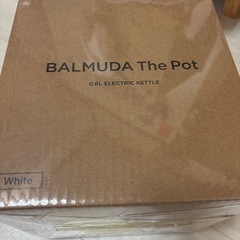 BALMUDA The Pot
0.6L ELECTRIC KETTLE
White